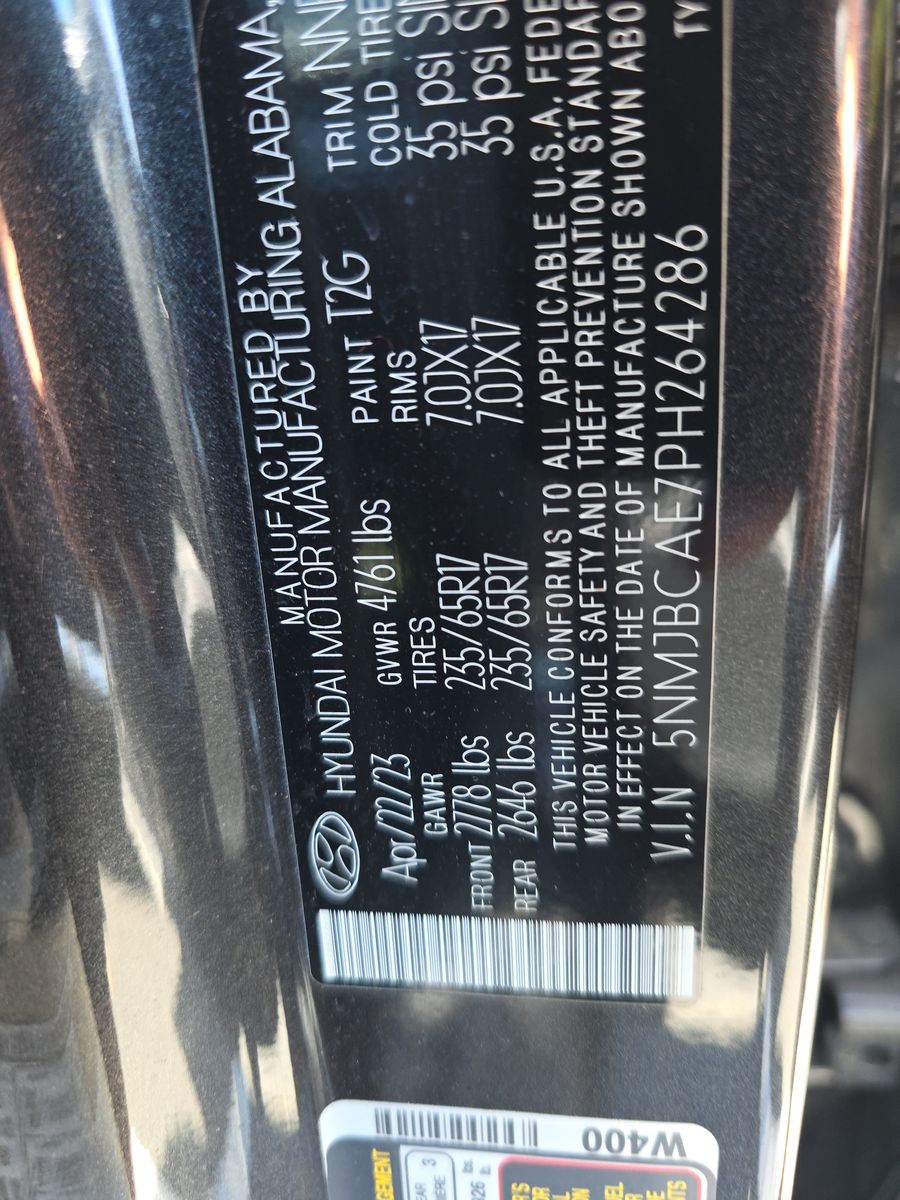 MANUFACTURED BY
HYUNDAI MOTOR MANUFACTURING ALABAMA,
Apr/22/23 GVWR 4761 lbs PAINT T2G TRIM
GAWR TIRES RIMS COLD TIRE
FRONT 2778 lbs 235/65R17 7.0JX17 35 psi
REAR 2646 lbs 235/65R17 7.0JX17 35 psi
THIS VEHICLE CONFORMS TO ALL APPLICABLE U.S.A.
MOTOR VEHICLE SAFETY AND THEFT PREVENTION
IN EFFECT ON THE DATE OF MANUFACTURE SHOWN
V.I.N 5NMJBCAE7PH264286
W400
3